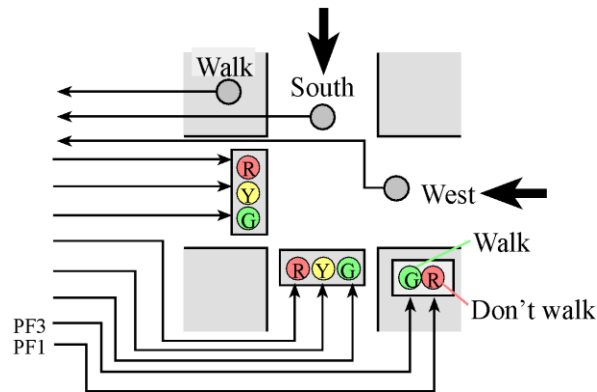 Walk
South
R
Y
G
West
R Y G
Walk
G R
Don't walk
PF3
PF1